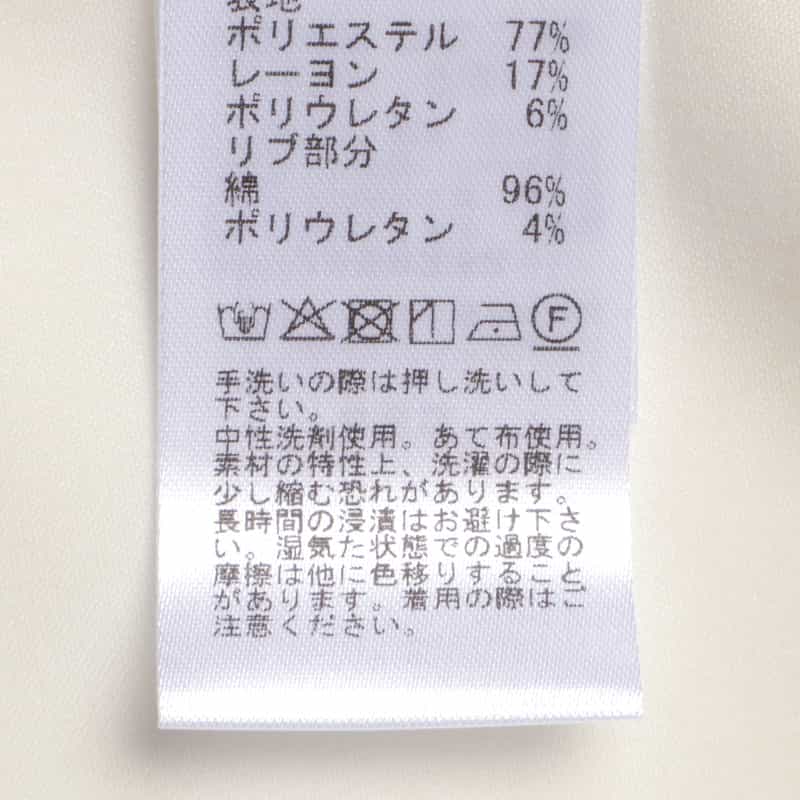 表地
ポリエステル 77%
レーヨン 17%
ポリウレタン 6%
リブ部分
綿 96%
ポリウレタン 4%
F
手洗いの際は押し洗いして
下さい。
中性洗剤使用。あて布使用。
素材の特性上、洗濯の際に
少し縮む恐れがあります。
長時間の浸漬はお避け下さ
い。湿気た状態での過度の
摩擦は他に色移りすること
があります。着用の際はご
注意ください。